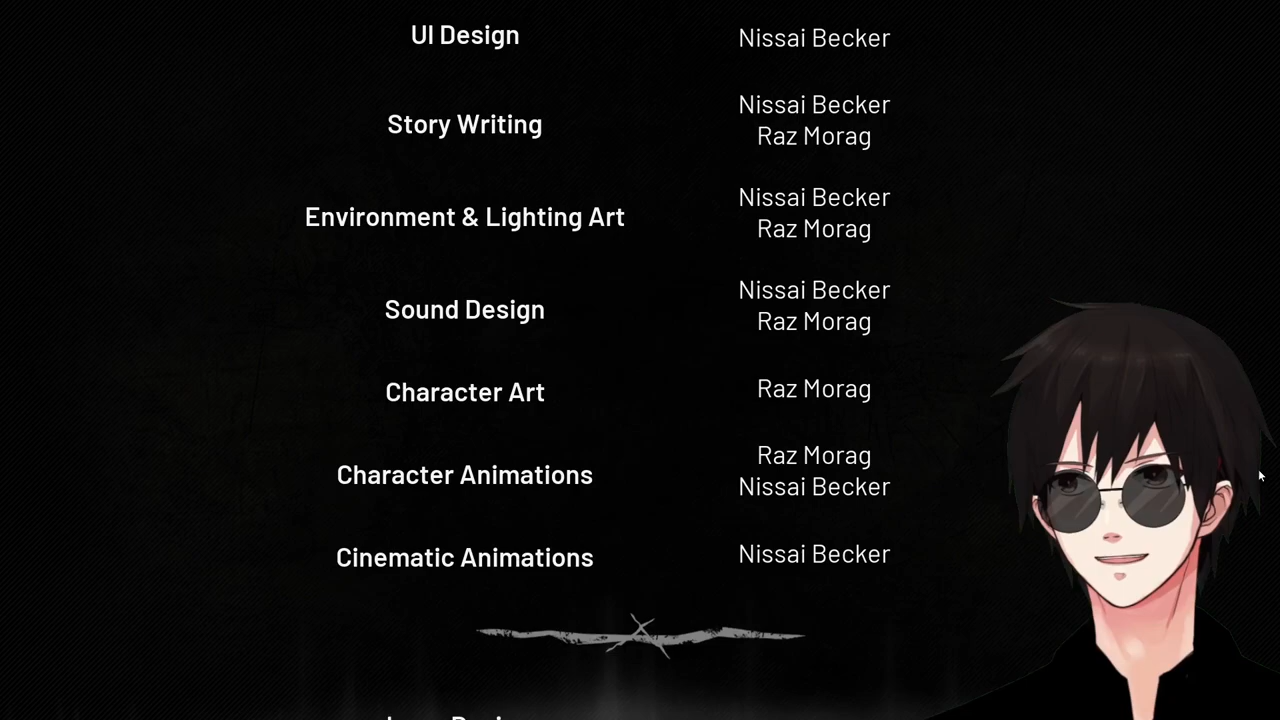 UI Design
Nissai Becker
Story Writing
Nissai Becker
Raz Morag
Environment & Lighting Art
Nissai Becker
Raz Morag
Sound Design
Nissai Becker
Raz Morag
Character Art
Raz Morag
Character Animations
Raz Morag
Nissai Becker
Cinematic Animations
Nissai Becker